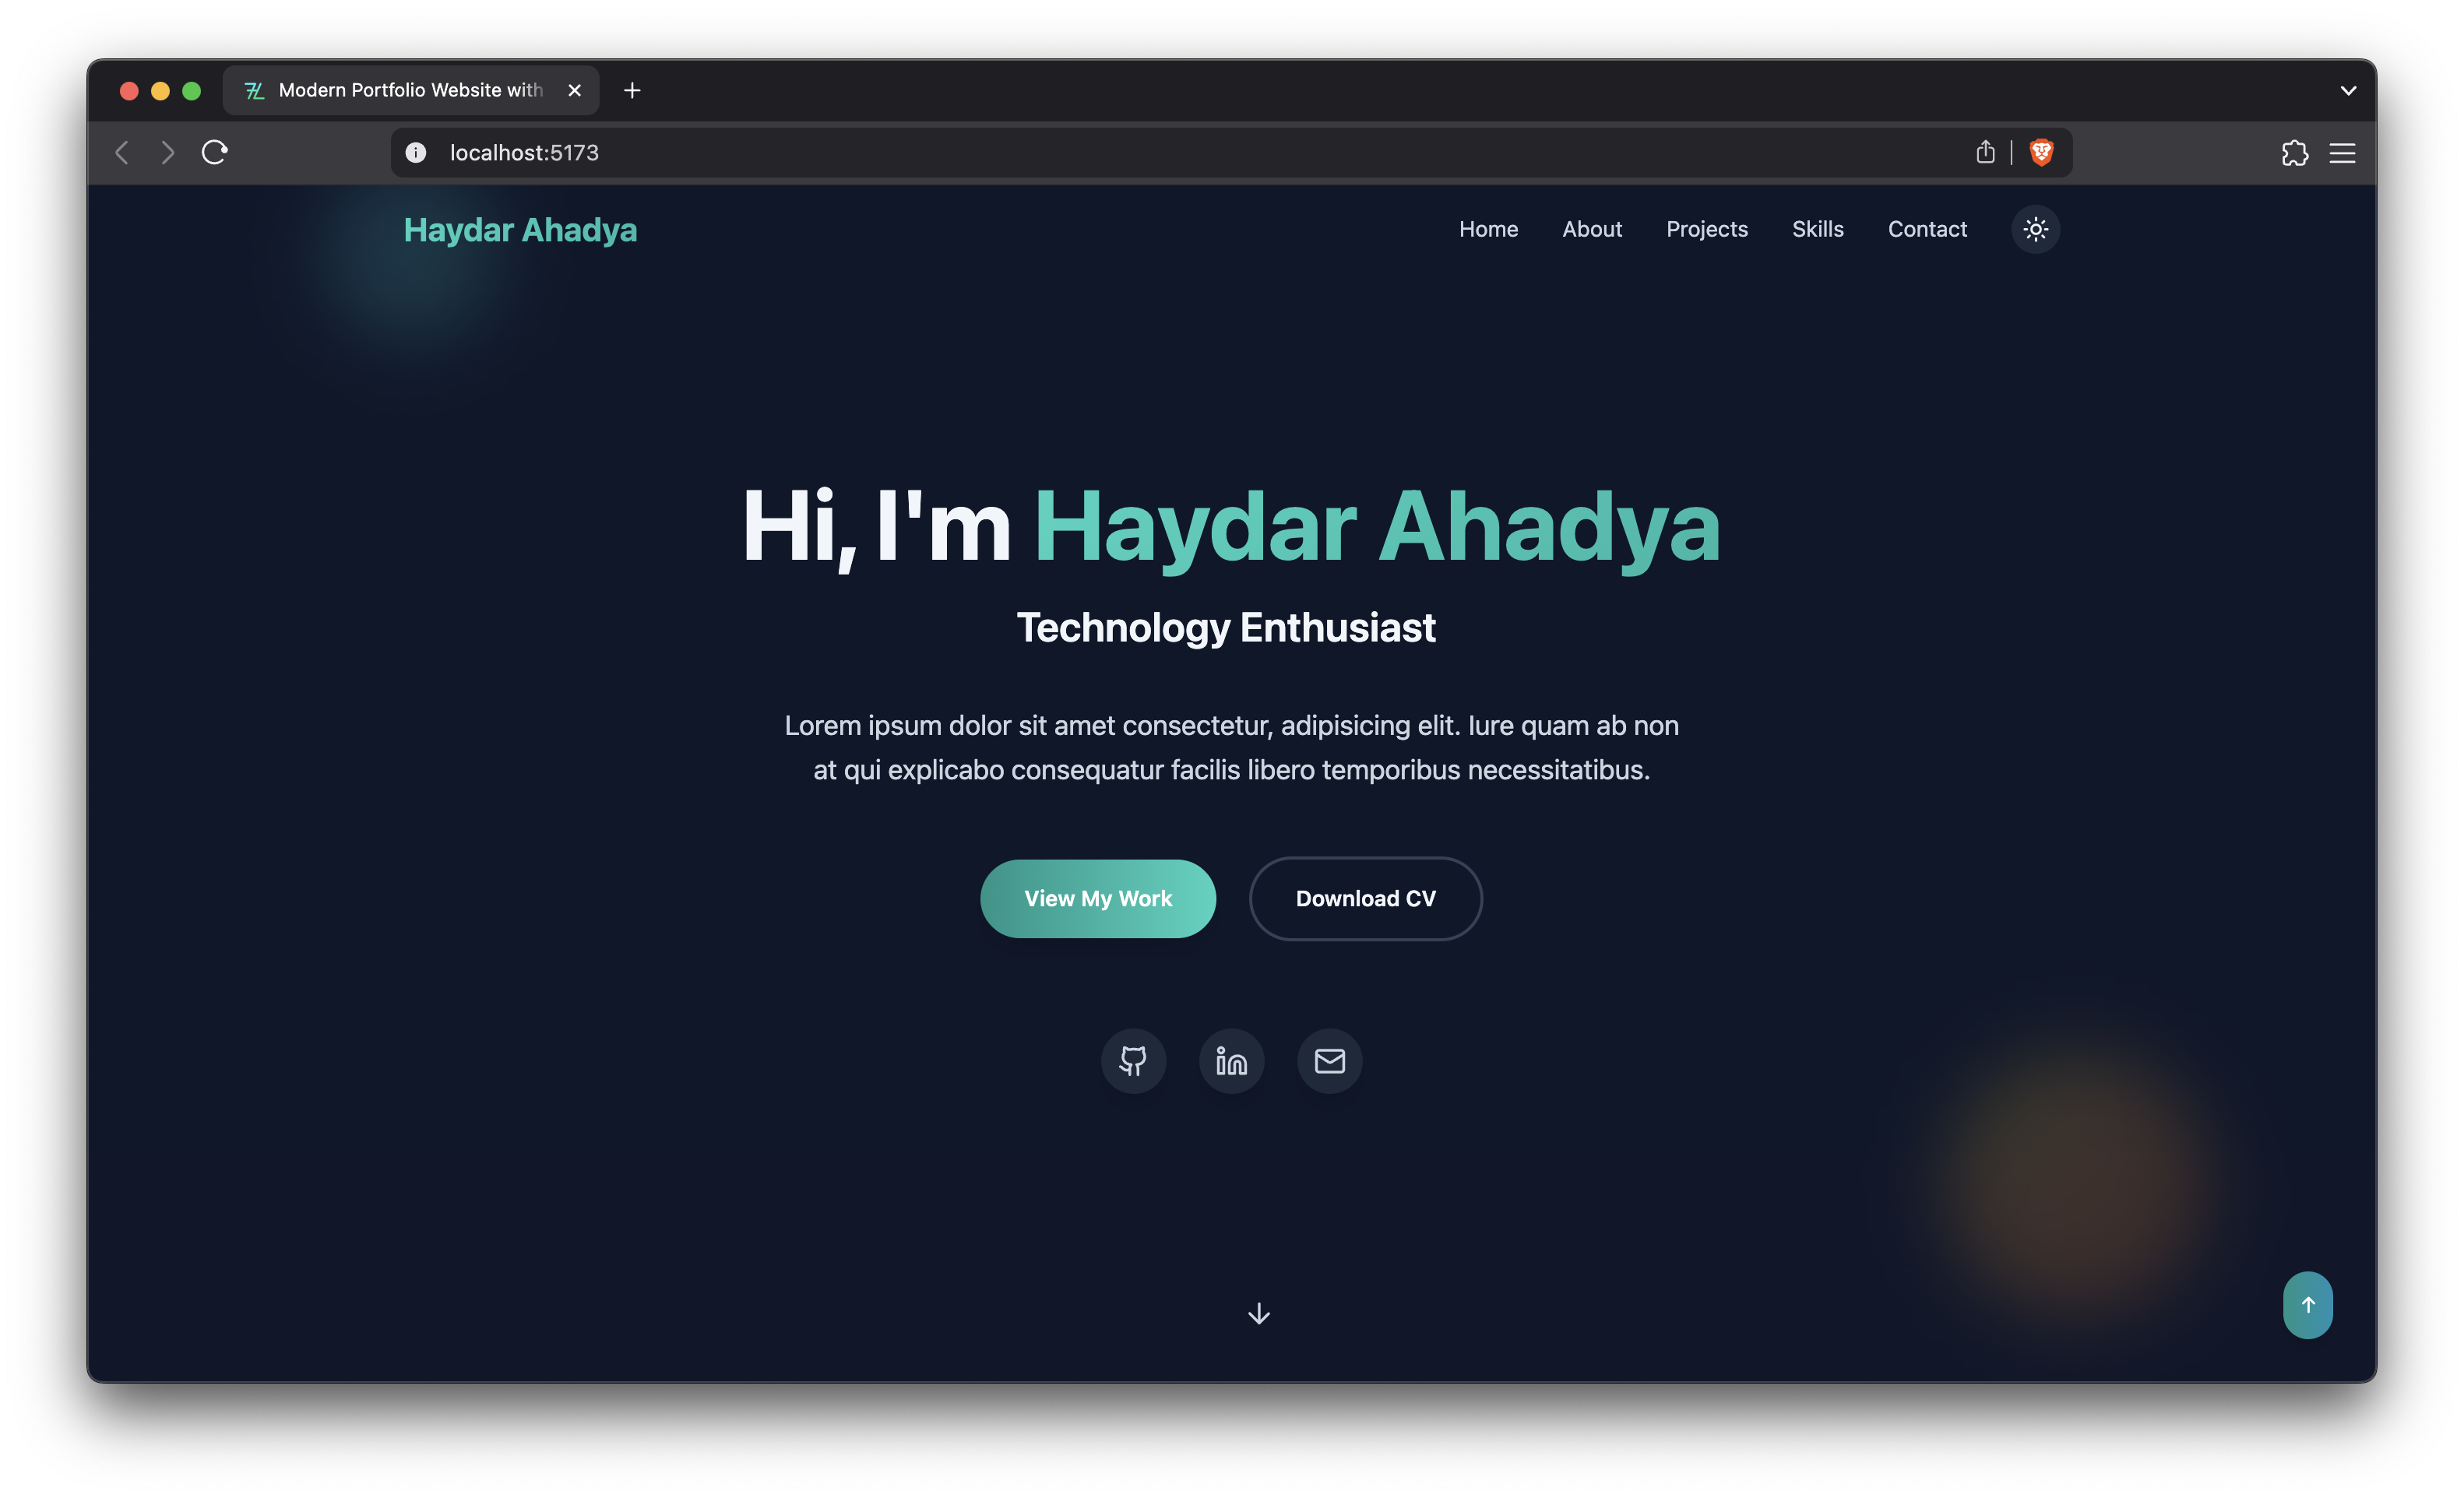 Modern Portfolio Website with
localhost:5173
Haydar Ahadya
Home About Projects Skills Contact
Hi, I'm Haydar Ahadya
Technology Enthusiast
Lorem ipsum dolor sit amet consectetur, adipisicing elit. Iure quam ab non
at qui explicabo consequatur facilis libero temporibus necessitatibus.
View My Work Download CV